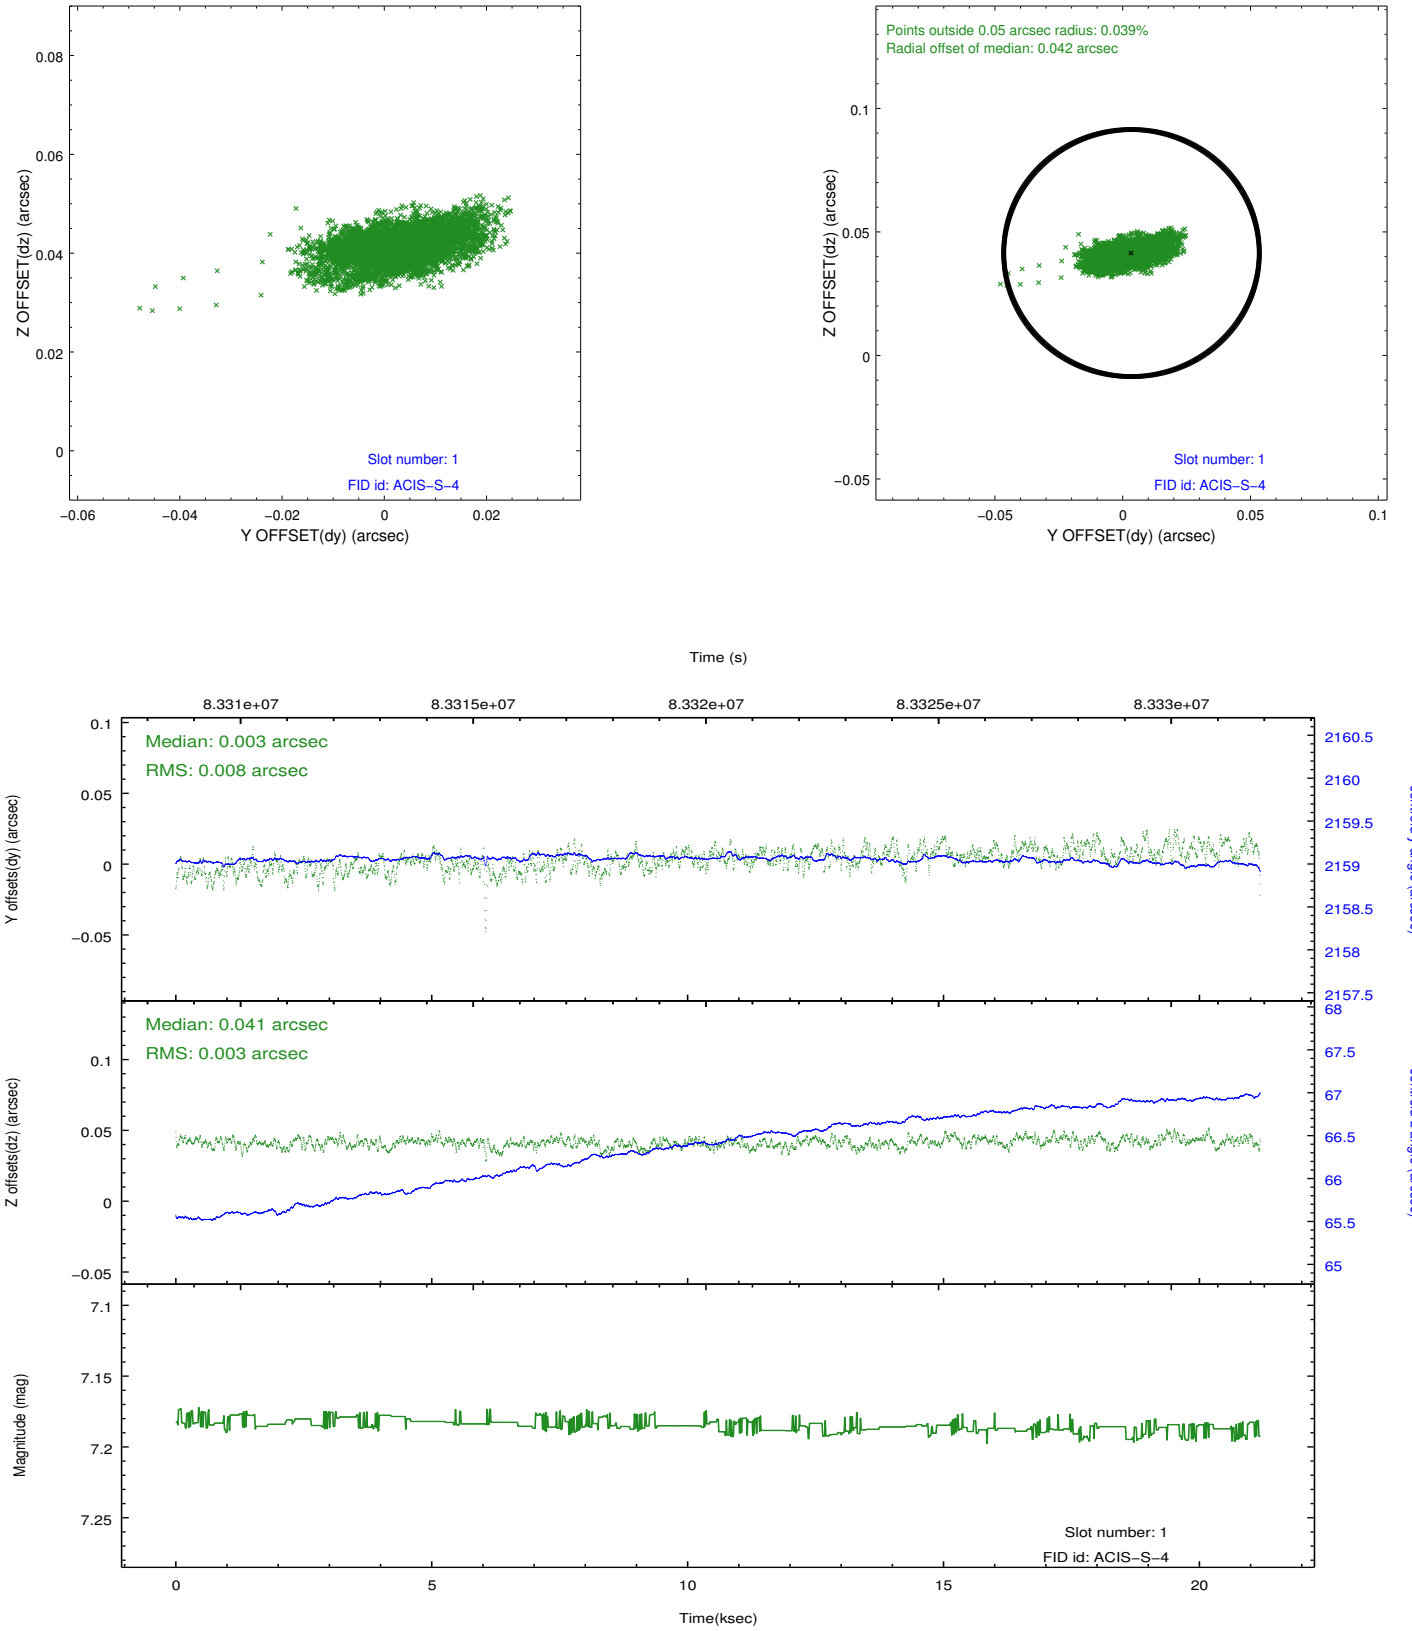 0.08
0.06
0.04
0.02
0
Z OFFSET(dz) (arcsec)
Slot number: 1
FID id: ACIS−S−4
−0.06
−0.04
−0.02
0
0.02
Y OFFSET(dy) (arcsec)
Points outside 0.05 arcsec radius: 0.039%
Radial offset of median: 0.042 arcsec
0.1
0.05
0
−0.05
Z OFFSET(dz) (arcsec)
Slot number: 1
FID id: ACIS−S−4
−0.05
0
0.05
0.1
Y OFFSET(dy) (arcsec)
Time (s)
8.331e+07
8.3315e+07
8.332e+07
8.3325e+07
8.333e+07
Median: 0.003 arcsec
RMS: 0.008 arcsec
0.1
0.05
0
−0.05
Y offsets(dy) (arcsec)
2160.5
2160
2159.5
2159
2158.5
2158
2157.5
Median: 0.041 arcsec
RMS: 0.003 arcsec
0.1
0.05
0
−0.05
Z offsets(dz) (arcsec)
68
67.5
67
66.5
66
65.5
65
7.1
7.15
7.2
7.25
Magnitude (mag)
Slot number: 1
FID id: ACIS−S−4
0
5
10
15
20
Time(ksec)